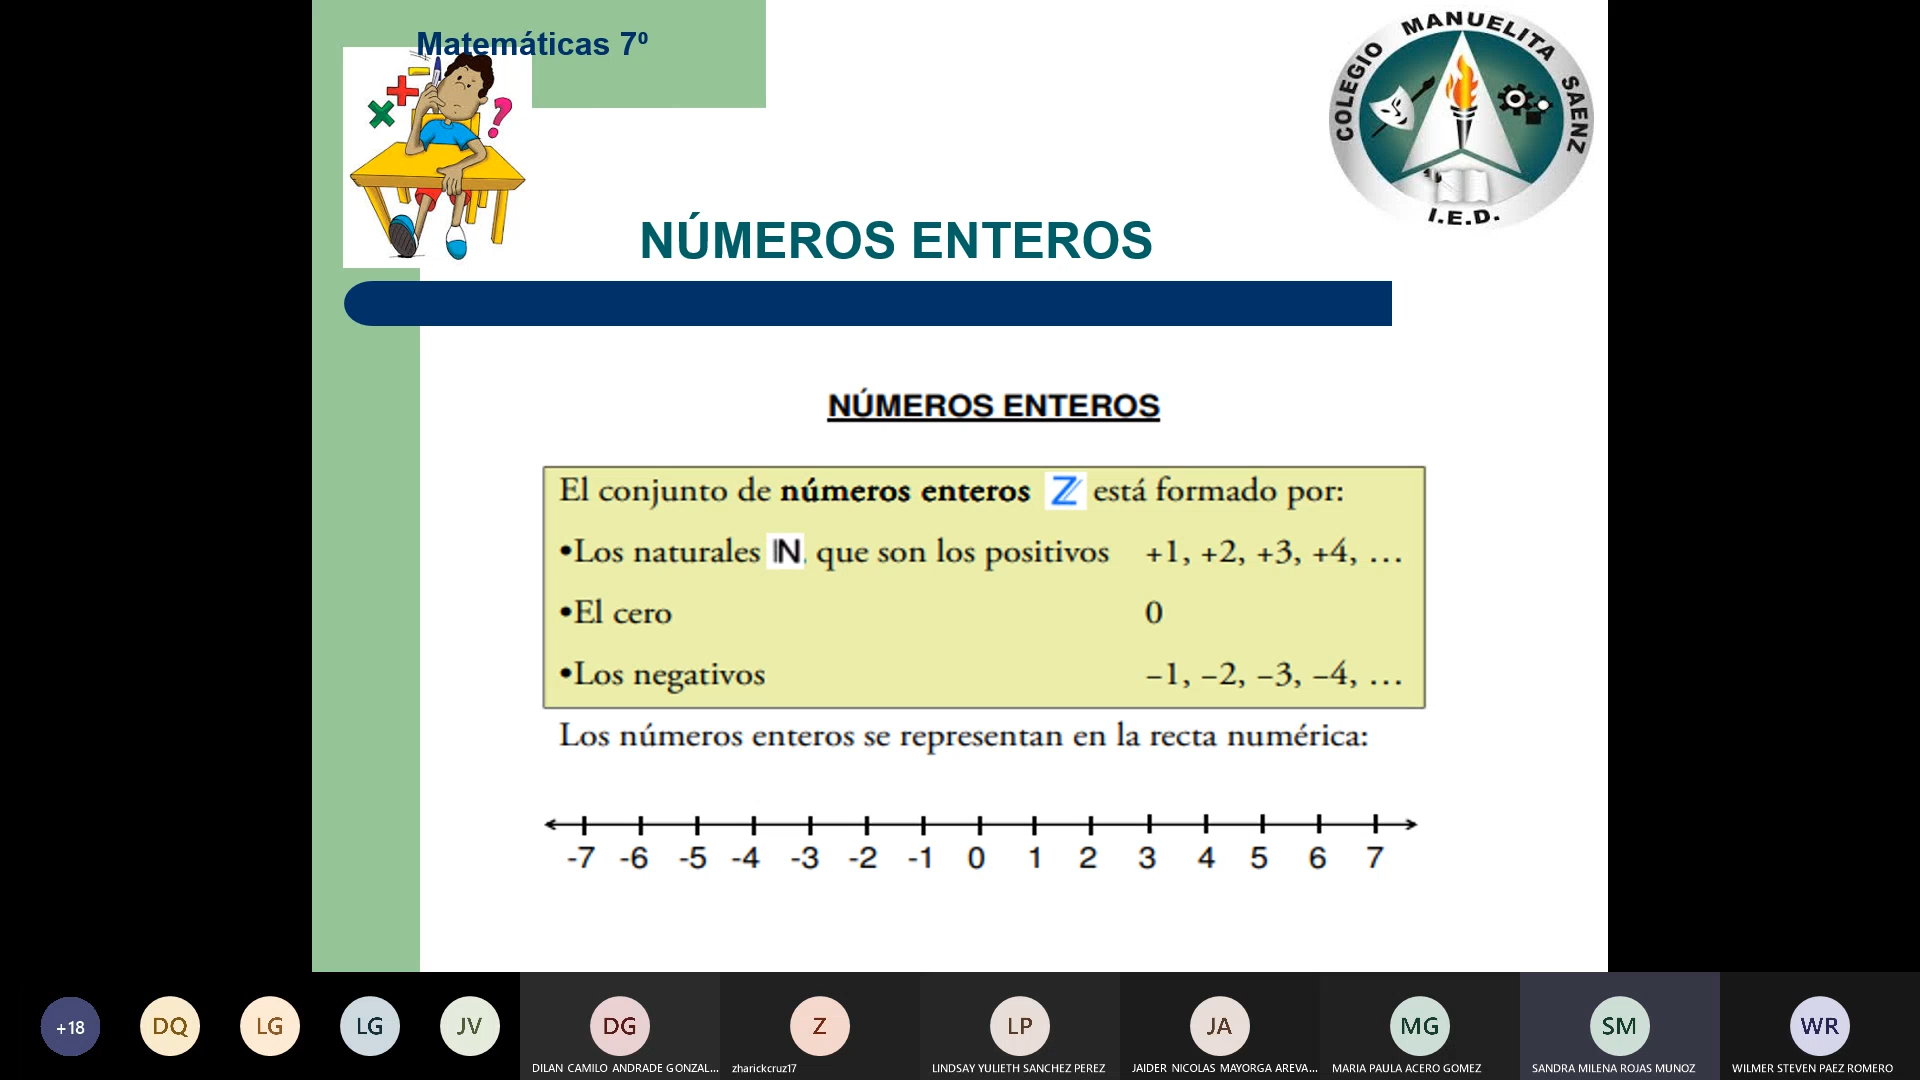 Matemáticas 7º
COLEGIO MANUELITA SAENZ
I.E.D.
NÚMEROS ENTEROS
NÚMEROS ENTEROS
El conjunto de números enteros ℤ está formado por:
•Los naturales ℕ. que son los positivos +1, +2, +3, +4, …
•El cero 0
•Los negativos –1, –2, –3, –4, …
Los números enteros se representan en la recta numérica:
-7 -6 -5 -4 -3 -2 -1 0 1 2 3 4 5 6 7
+18 DQ LG LG JV DG Z LP JA MG SM WR
DILAN CAMILO ANDRADE GONZAL... zharickcruz17 LINDSAY YULIETH SANCHEZ PEREZ JAIDER NICOLAS MAYORGA AREVA... MARIA PAULA ACERO GOMEZ SANDRA MILENA ROJAS MUNOZ WILMER STEVEN PAEZ ROMERO